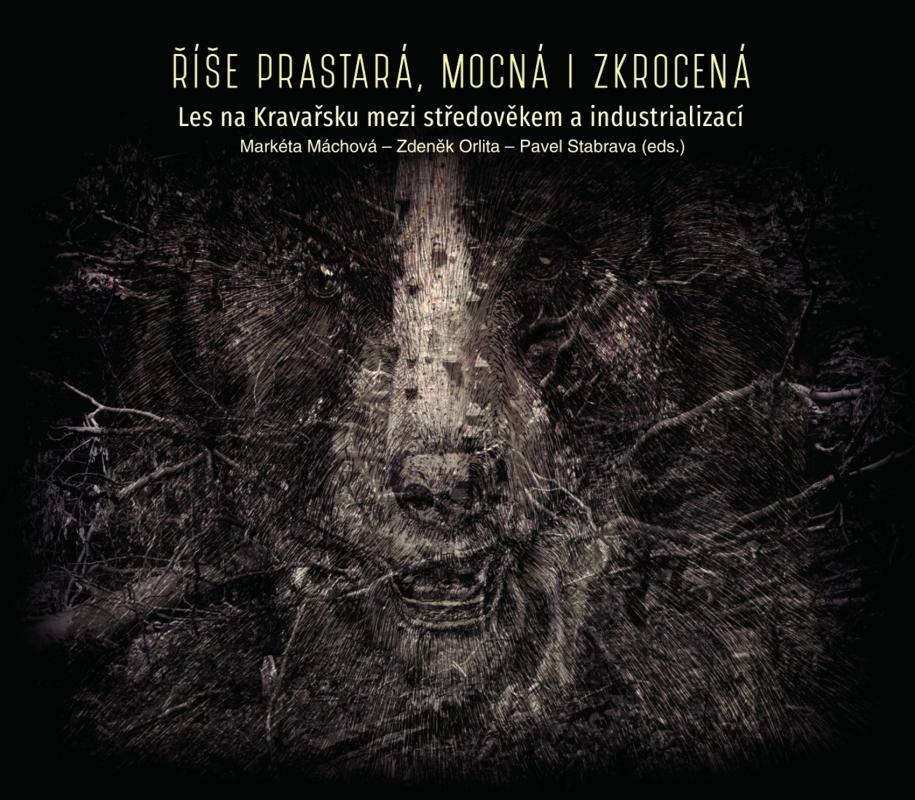 ŘÍŠE PRASTARÁ, MOCNÁ I ZKROCENÁ
Les na Kravařsku mezi středověkem a industrializací
Markéta Máchová – Zdeněk Orlita – Pavel Stabrava (eds.)